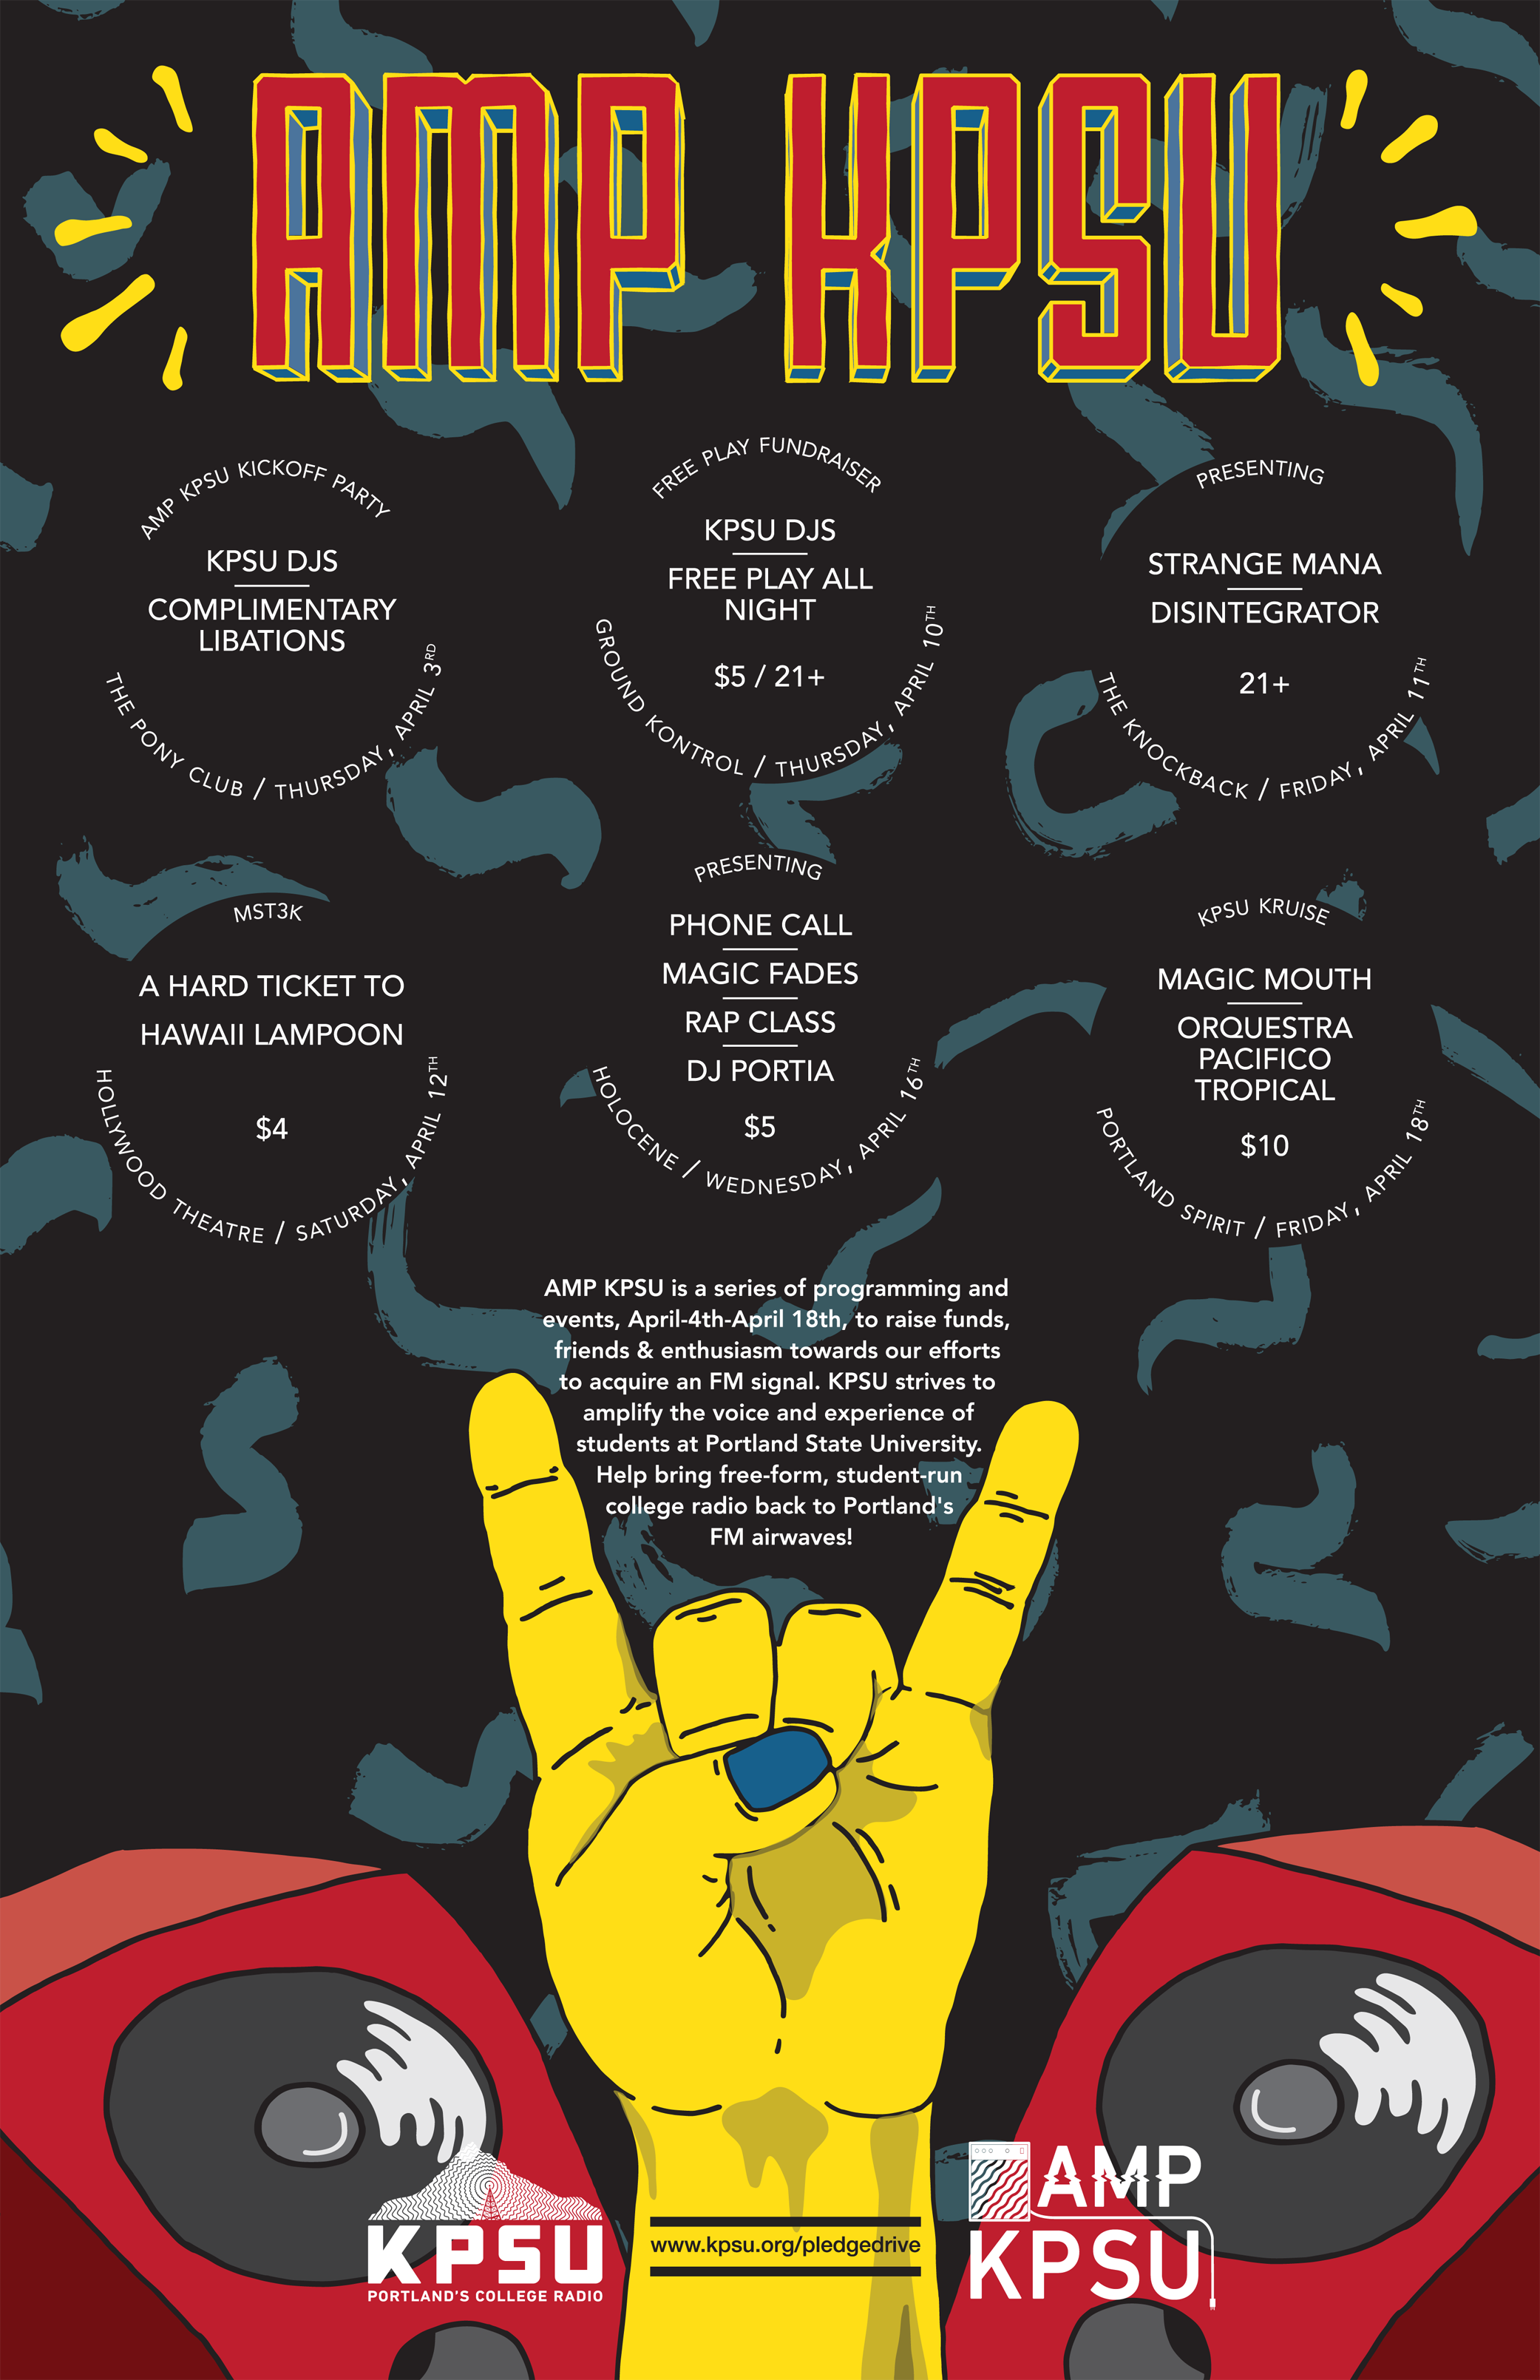 AMP KPSU
AMP KPSU KICKOFF PARTY
KPSU DJS
COMPLIMENTARY
LIBATIONS
THE PONY CLUB / THURSDAY, APRIL 3RD
FREE PLAY FUNDRAISER
KPSU DJS
FREE PLAY ALL
NIGHT
$5 / 21+
GROUND KONTROL / THURSDAY, APRIL 10TH
PRESENTING
STRANGE MANA
DISINTEGRATOR
21+
THE KNOCKBACK / FRIDAY, APRIL 11TH
MST3K
A HARD TICKET TO
HAWAII LAMPOON
$4
HOLLYWOOD THEATRE / SATURDAY, APRIL 12TH
PRESENTING
PHONE CALL
MAGIC FADES
RAP CLASS
DJ PORTIA
$5
HOLOCENE / WEDNESDAY, APRIL 16TH
KPSU KRUISE
MAGIC MOUTH
ORQUESTRA
PACIFICO
TROPICAL
$10
PORTLAND SPIRIT / FRIDAY, APRIL 18TH
AMP KPSU is a series of programming and
events, April-4th-April 18th, to raise funds,
friends & enthusiasm towards our efforts
to acquire an FM signal. KPSU strives to
amplify the voice and experience of
students at Portland State University.
Help bring free-form, student-run
college radio back to Portland's
FM airwaves!
KPSU
PORTLAND'S COLLEGE RADIO
www.kpsu.org/pledgedrive
AMP
KPSU